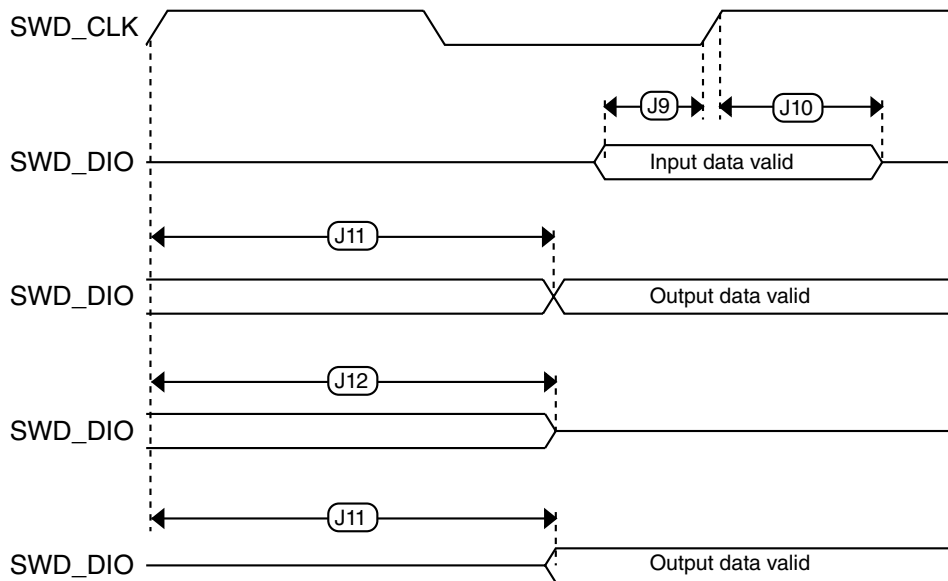 SWD_CLK
J9
J10
SWD_DIO
Input data valid
J11
SWD_DIO
Output data valid
J12
SWD_DIO
J11
SWD_DIO
Output data valid